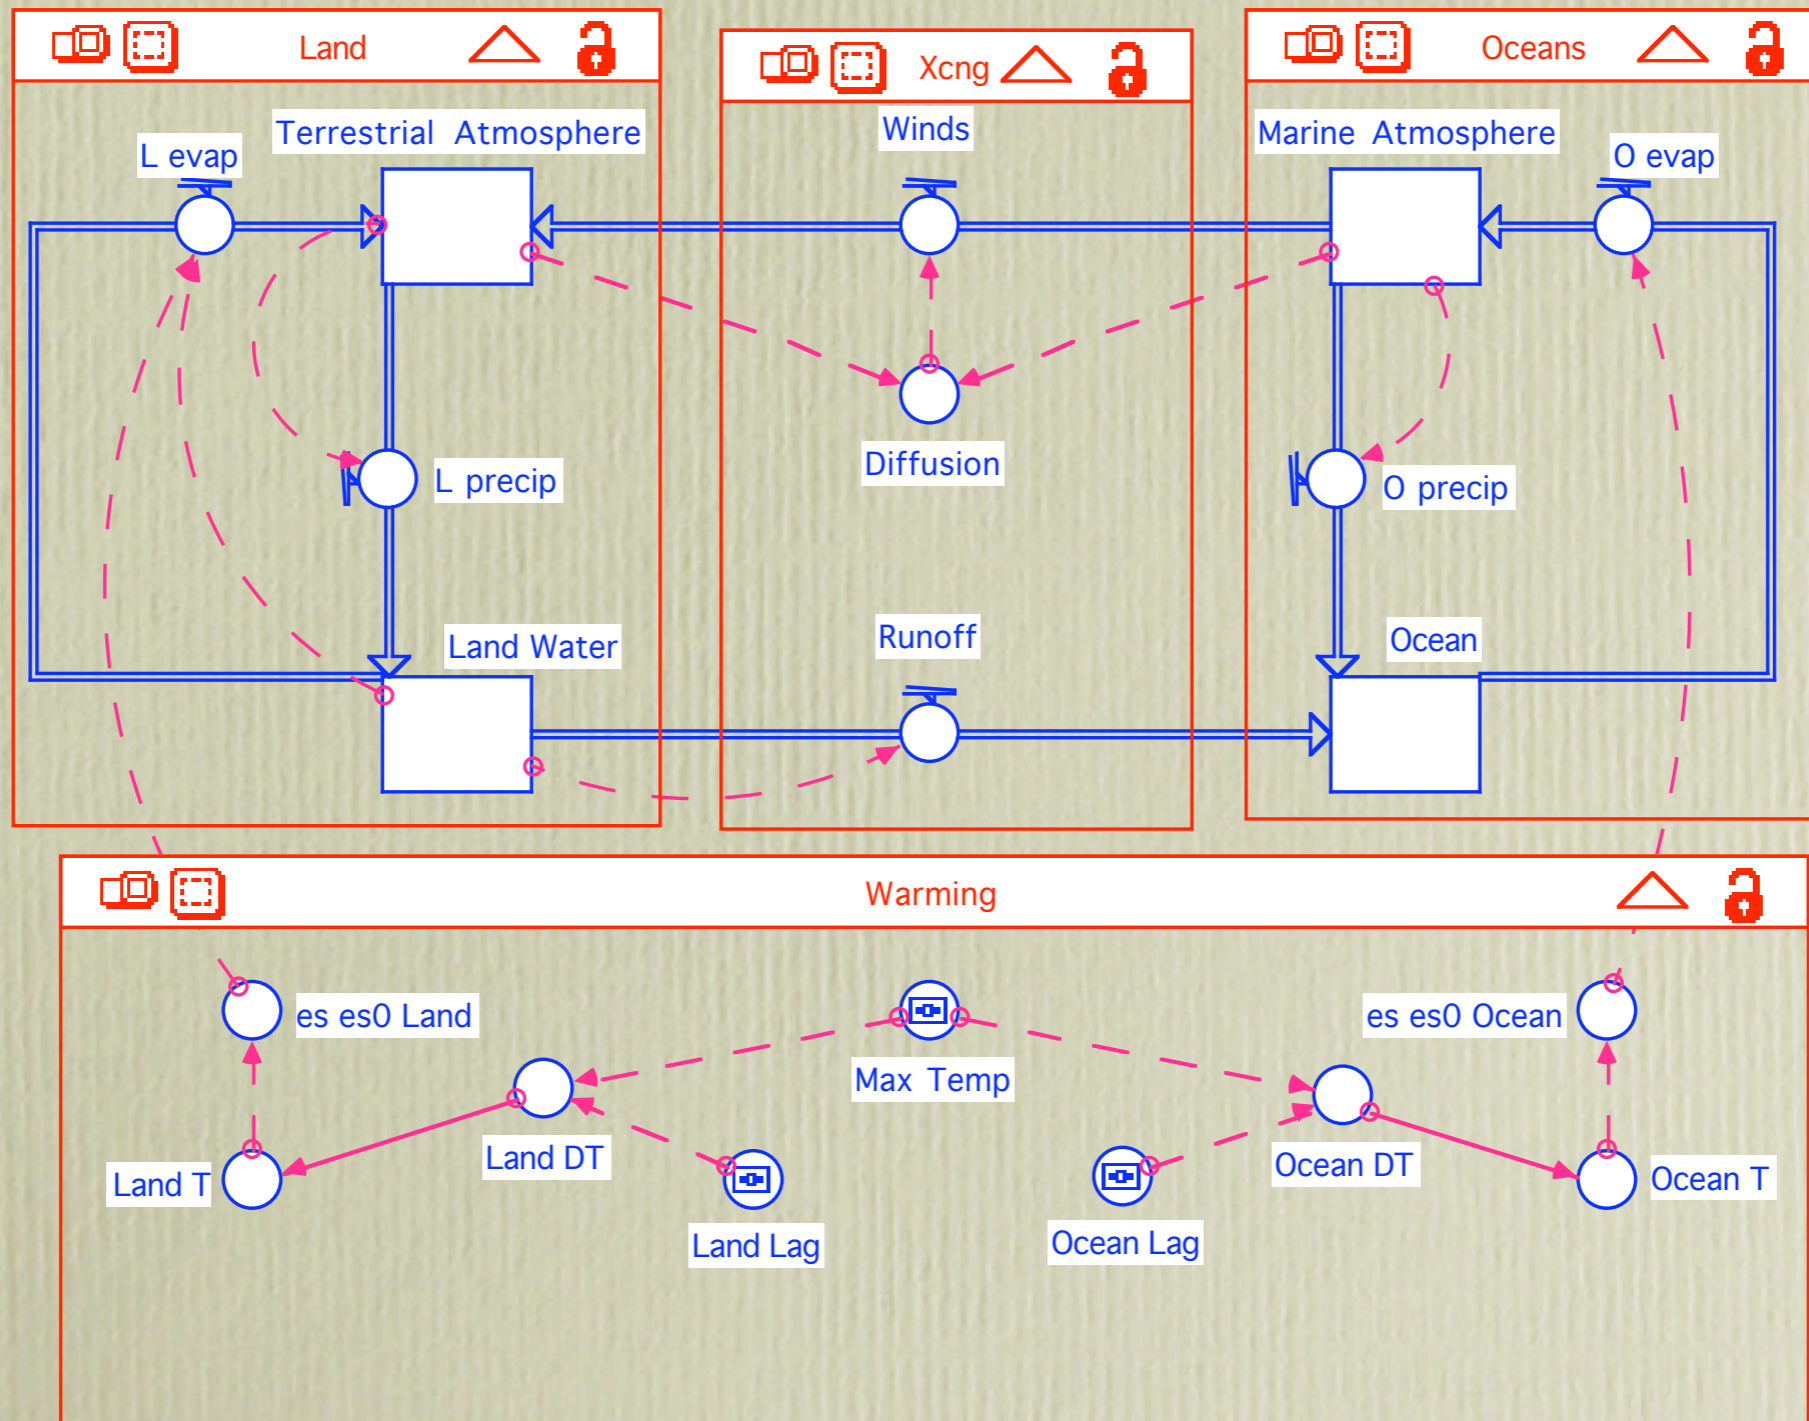 Land
Xcng
Oceans
L evap
Terrestrial Atmosphere
Winds
Marine Atmosphere
O evap
Diffusion
L precip
O precip
Land Water
Runoff
Ocean
Warming
es es0 Land
Max Temp
es es0 Ocean
Land T
Land DT
Ocean DT
Ocean T
Land Lag
Ocean Lag